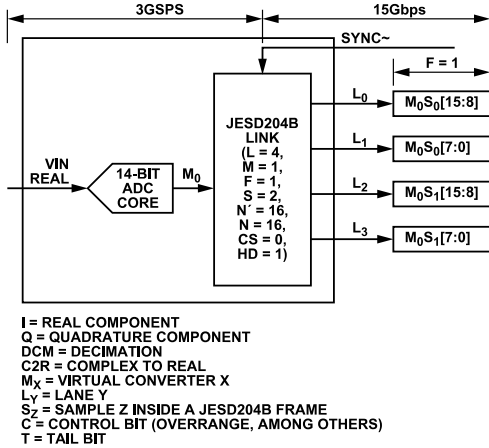 3GSPS
15Gbps
SYNC~
F = 1
JESD204B
LINK
(L = 4,
M = 1,
F = 1,
S = 2,
N´ = 16,
N = 16,
CS = 0,
HD = 1)
VIN
REAL
14-BIT
ADC
CORE
M0
L0
M0S0[15:8]
L1
M0S0[7:0]
L2
M0S1[15:8]
L3
M0S1[7:0]
I = REAL COMPONENT
Q = QUADRATURE COMPONENT
DCM = DECIMATION
C2R = COMPLEX TO REAL
MX = VIRTUAL CONVERTER X
LY = LANE Y
SZ = SAMPLE Z INSIDE A JESD204B FRAME
C = CONTROL BIT (OVERRANGE, AMONG OTHERS)
T = TAIL BIT